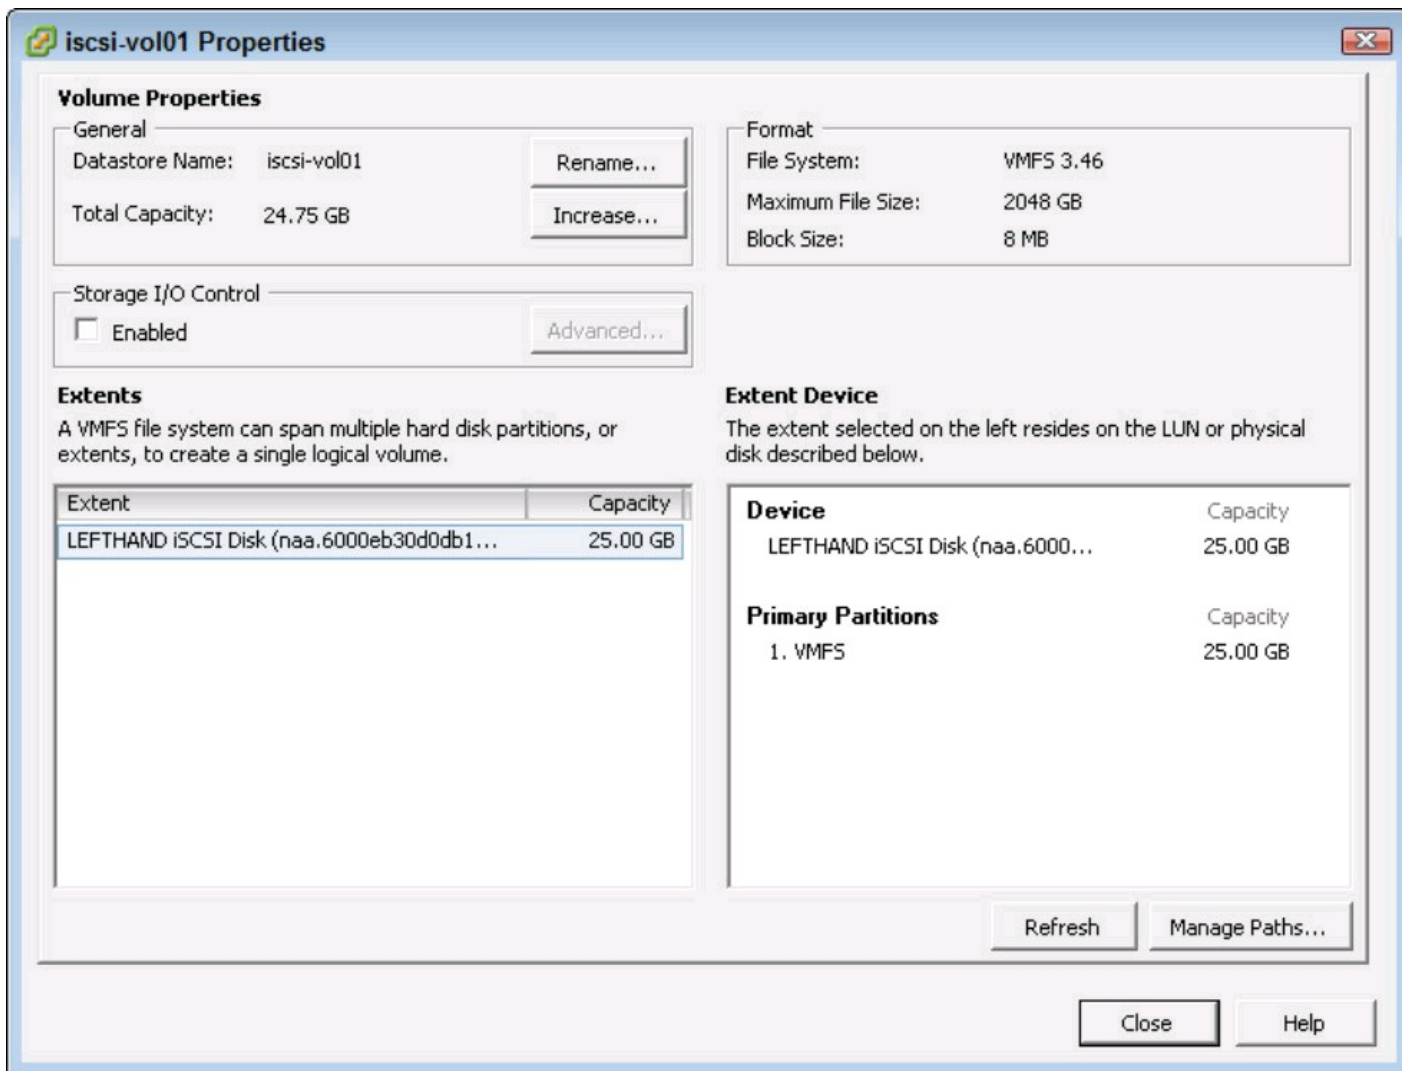 iscsi-vol01 Properties
Volume Properties
General
Datastore Name: iscsi-vol01 Rename...
Total Capacity: 24.75 GB Increase...
Format
File System: VMFS 3.46
Maximum File Size: 2048 GB
Block Size: 8 MB
Storage I/O Control
Enabled Advanced...
Extents
A VMFS file system can span multiple hard disk partitions, or
extents, to create a single logical volume.
Extent Capacity
LEFTHAND iSCSI Disk (naa.6000eb30d0db1... 25.00 GB
Extent Device
The extent selected on the left resides on the LUN or physical
disk described below.
Device Capacity
LEFTHAND iSCSI Disk (naa.6000... 25.00 GB
Primary Partitions Capacity
1. VMFS 25.00 GB
Refresh Manage Paths...
Close Help